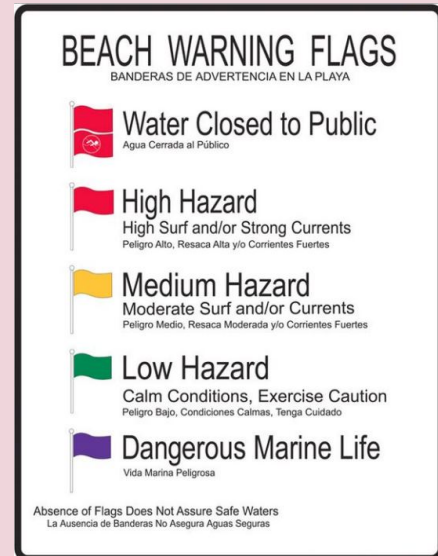 BEACH WARNING FLAGS
BANDERAS DE ADVERTENCIA EN LA PLAYA
Water Closed to Public
Agua Cerrada al Público
High Hazard
High Surf and/or Strong Currents
Peligro Alto, Resaca Alta y/o Corrientes Fuertes
Medium Hazard
Moderate Surf and/or Currents
Peligro Medio, Resaca Moderada y/o Corrientes Fuertes
Low Hazard
Calm Conditions, Exercise Caution
Peligro Bajo, Condiciones Calmas, Tenga Cuidado
Dangerous Marine Life
Vida Marina Peligrosa
Absence of Flags Does Not Assure Safe Waters
La Ausencia de Banderas No Asegura Aguas Seguras